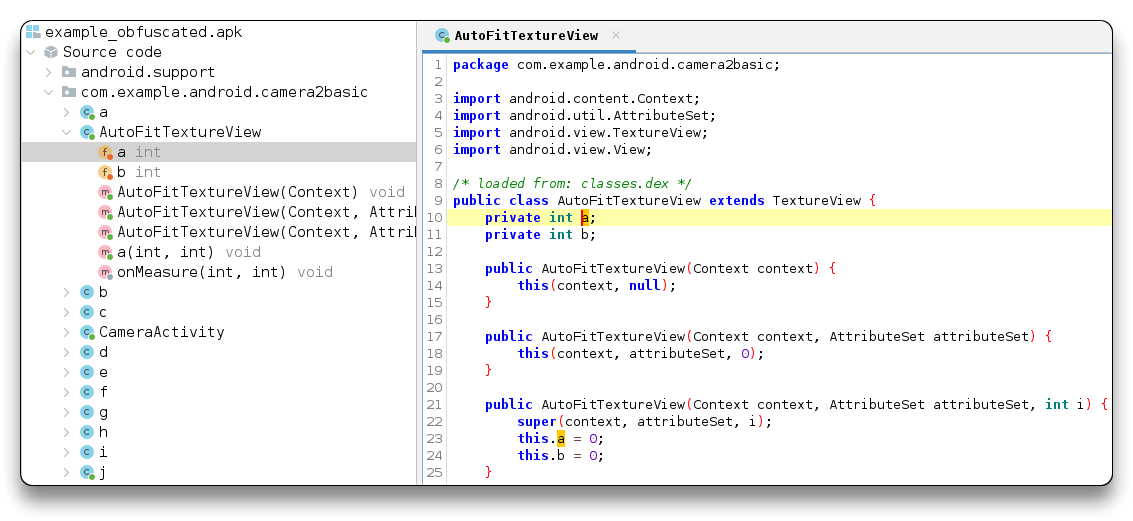 example_obfuscated.apk
Source code
android.support
com.example.android.camera2basic
a
AutoFitTextureView
a int
b int
AutoFitTextureView(Context) void
AutoFitTextureView(Context, Attri
AutoFitTextureView(Context, Attri
a(int, int) void
onMeasure(int, int) void
b
c
CameraActivity
d
e
f
g
h
i
j
AutoFitTextureView ×
1 package com.example.android.camera2basic;
2
3 import android.content.Context;
4 import android.util.AttributeSet;
5 import android.view.TextureView;
6 import android.view.View;
7
8 /* loaded from: classes.dex */
9 public class AutoFitTextureView extends TextureView {
10 private int a;
11 private int b;
12
13 public AutoFitTextureView(Context context) {
14 this(context, null);
15 }
16
17 public AutoFitTextureView(Context context, AttributeSet attributeSet) {
18 this(context, attributeSet, 0);
19 }
20
21 public AutoFitTextureView(Context context, AttributeSet attributeSet, int i) {
22 super(context, attributeSet, i);
23 this.a = 0;
24 this.b = 0;
25 }